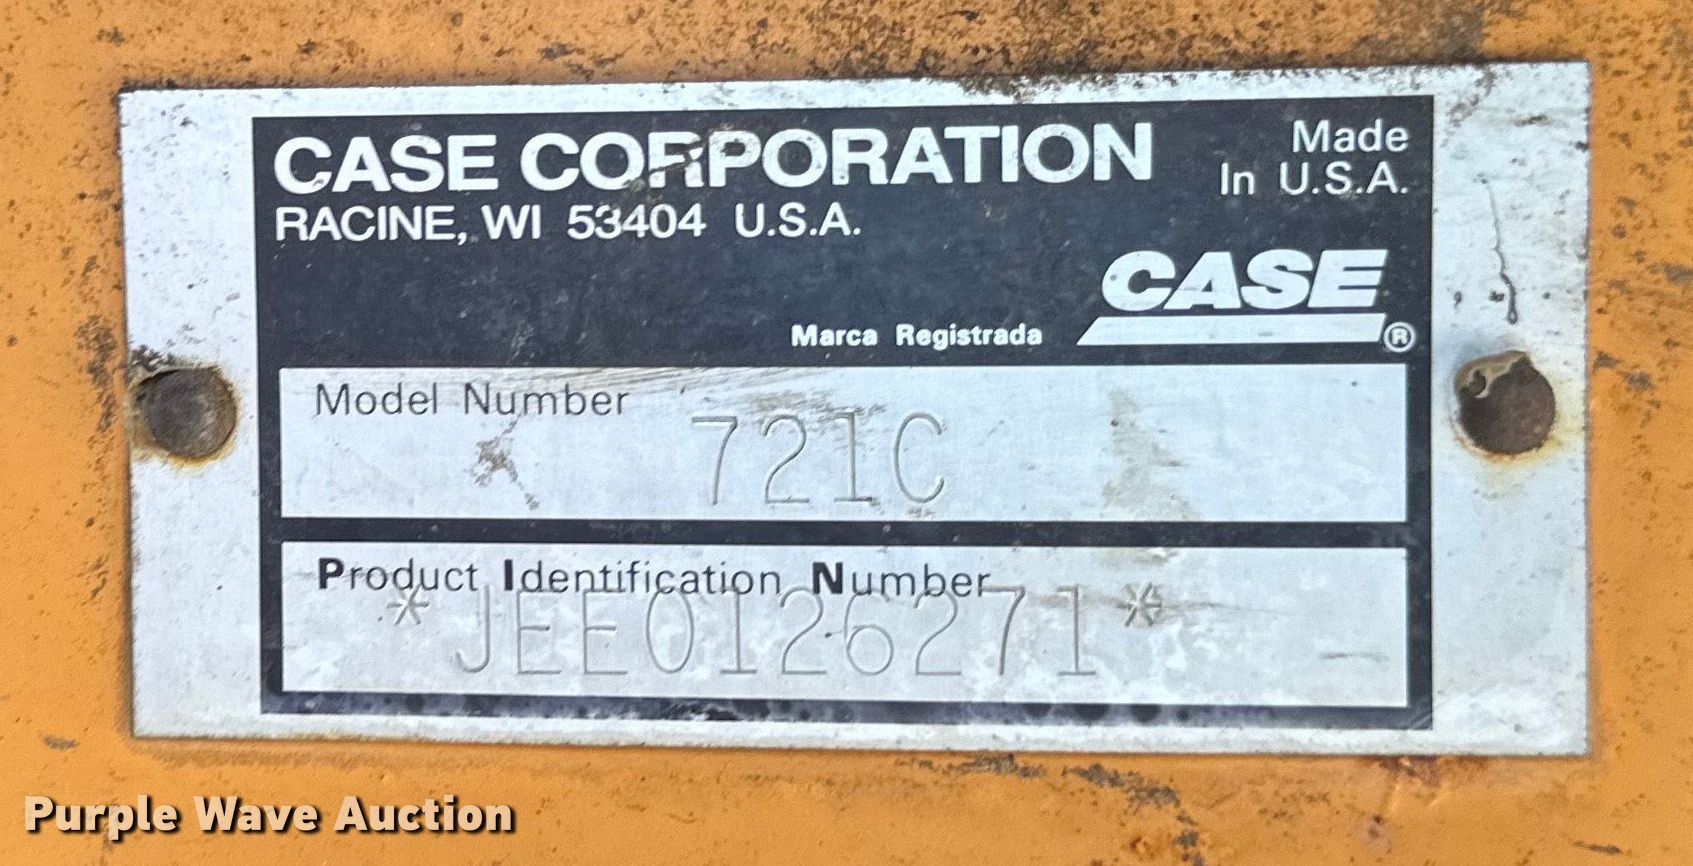 CASE CORPORATION
RACINE, WI 53404 U.S.A.
Made
In U.S.A.
CASE
Marca Registrada
®
Model Number
721C
Product Identification Number
*JEE0126271*
Purple Wave Auction